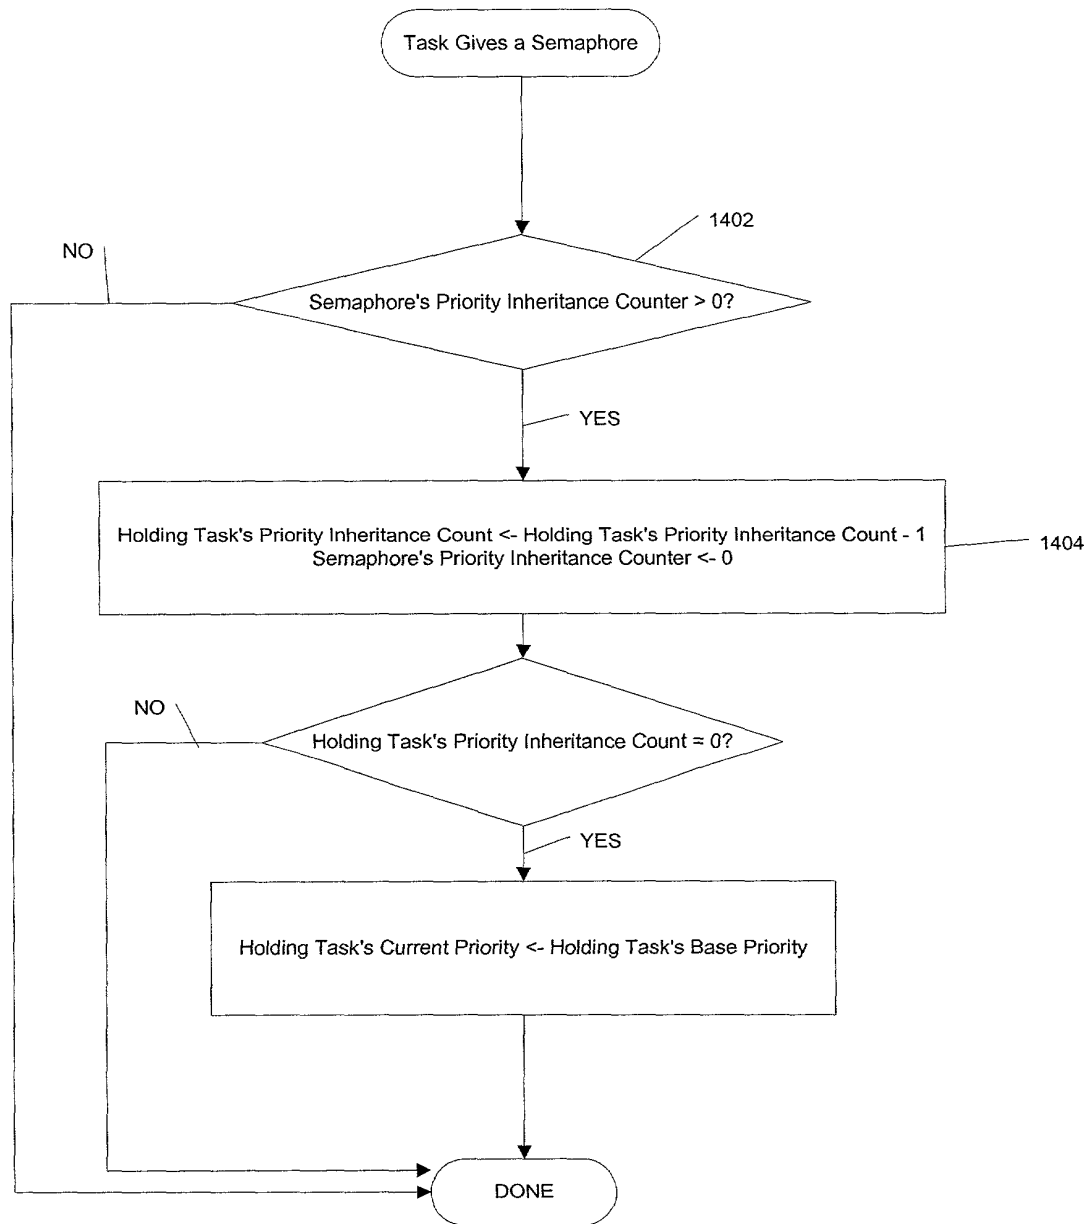 Task Gives a Semaphore
1402
NO
Semaphore's Priority Inheritance Counter > 0?
YES
Holding Task's Priority Inheritance Count <- Holding Task's Priority Inheritance Count - 1
Semaphore's Priority Inheritance Counter <- 0
1404
NO
Holding Task's Priority Inheritance Count = 0?
YES
Holding Task's Current Priority <- Holding Task's Base Priority
DONE